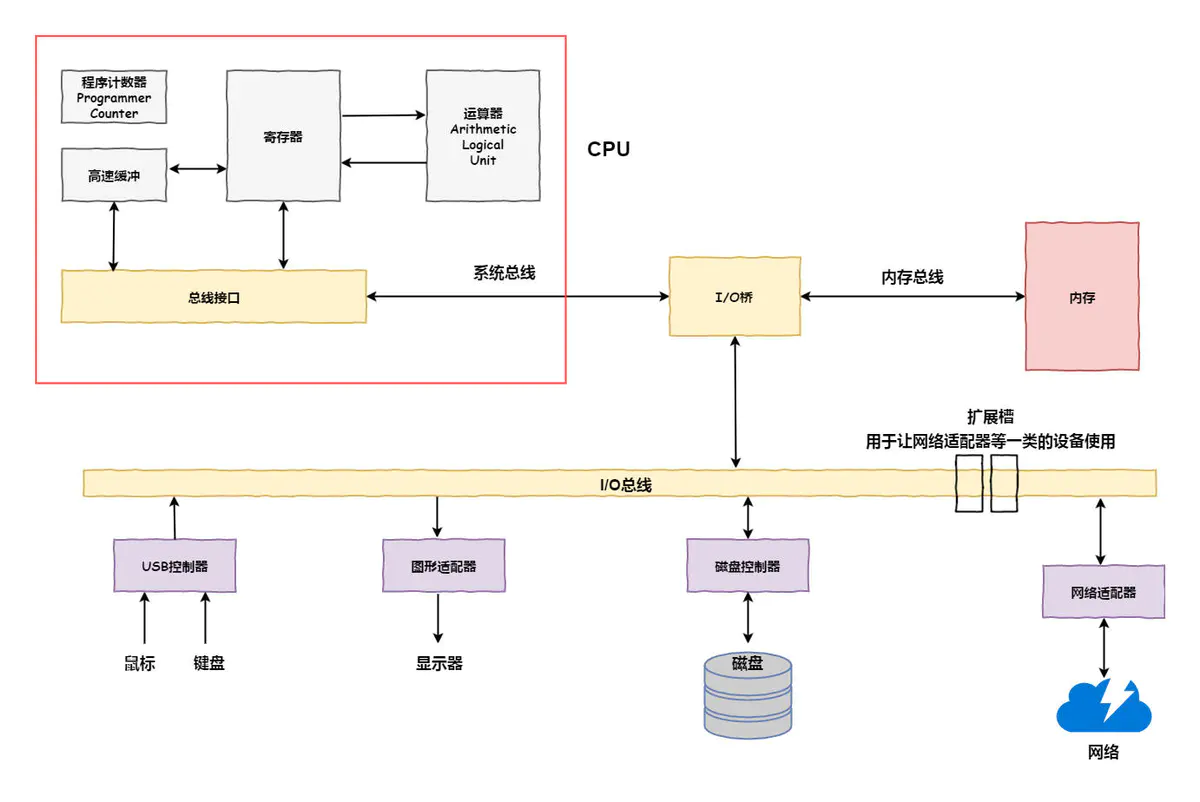 程序计数器
Programmer
Counter
寄存器
运算器
Arithmetic
Logical
Unit
CPU
高速缓冲
系统总线
总线接口
I/O桥
内存总线
内存
扩展槽
用于让网络适配器等一类的设备使用
I/O总线
USB控制器
图形适配器
磁盘控制器
网络适配器
鼠标
键盘
显示器
磁盘
网络